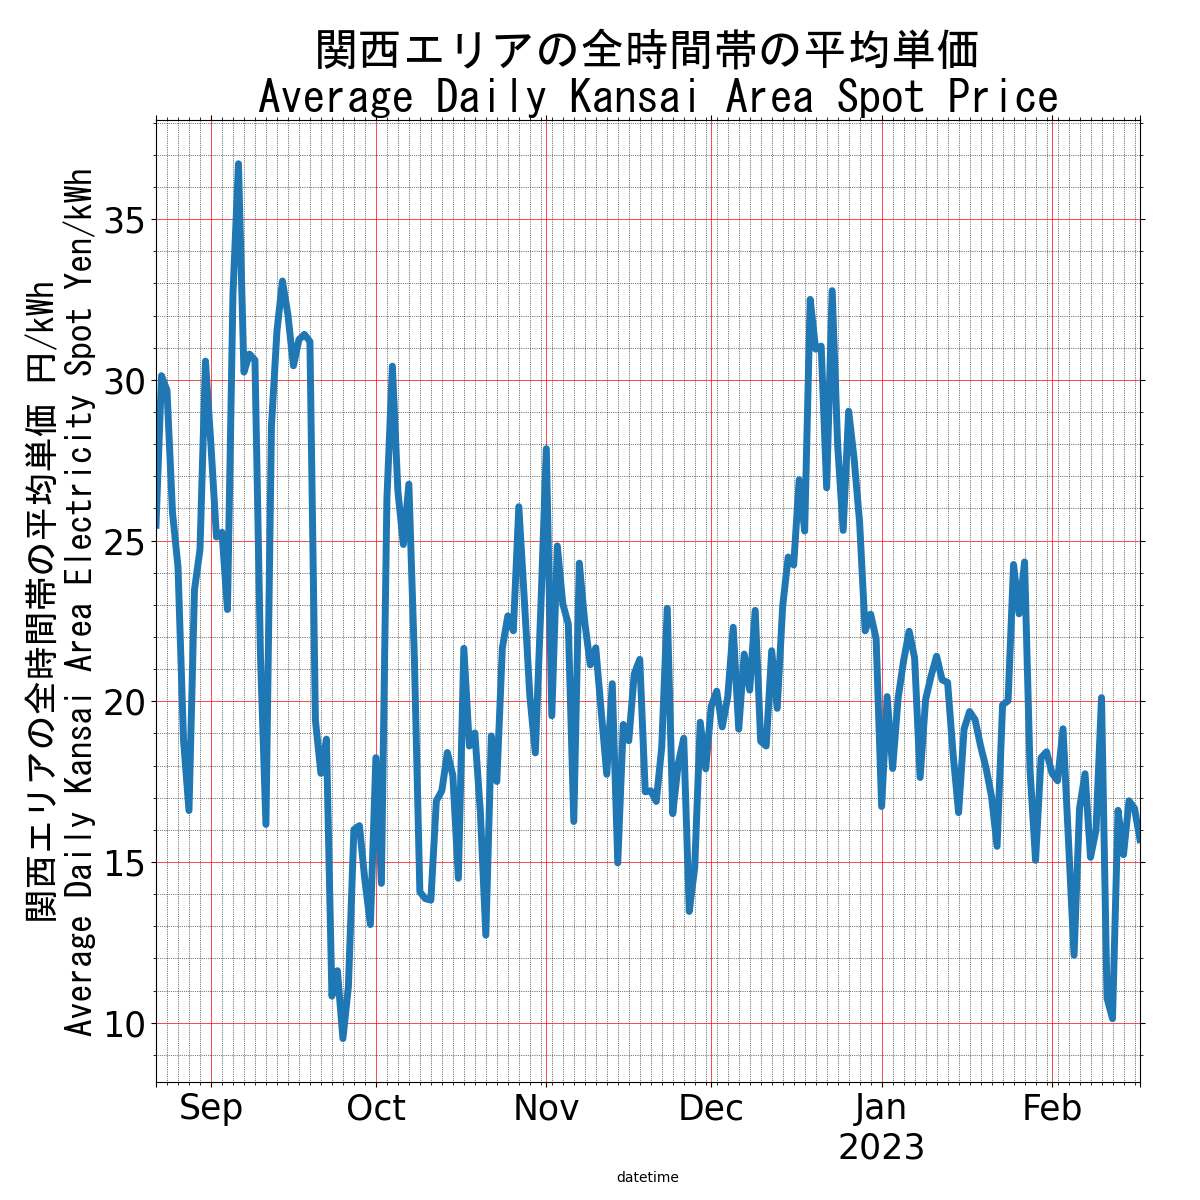 関西エリアの全時間帯の平均単価
Average Daily Kansai Area Spot Price
関西エリアの全時間帯の平均単価 円/kWh
Average Daily Kansai Area Electricity Spot Yen/kWh
35
30
25
20
15
10
Sep
Oct
Nov
Dec
Jan
2023
Feb
datetime